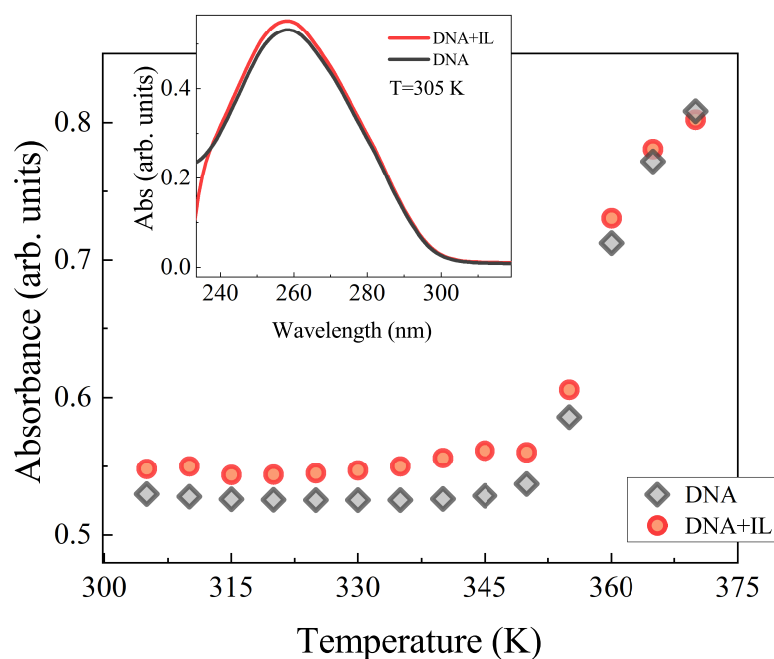 DNA+IL
DNA
T=305 K
0.4
0.2
0.0
Abs (arb. units)
240 260 280 300
Wavelength (nm)
0.8
0.7
0.6
0.5
Absorbance (arb. units)
DNA
DNA+IL
300 315 330 345 360 375
Temperature (K)